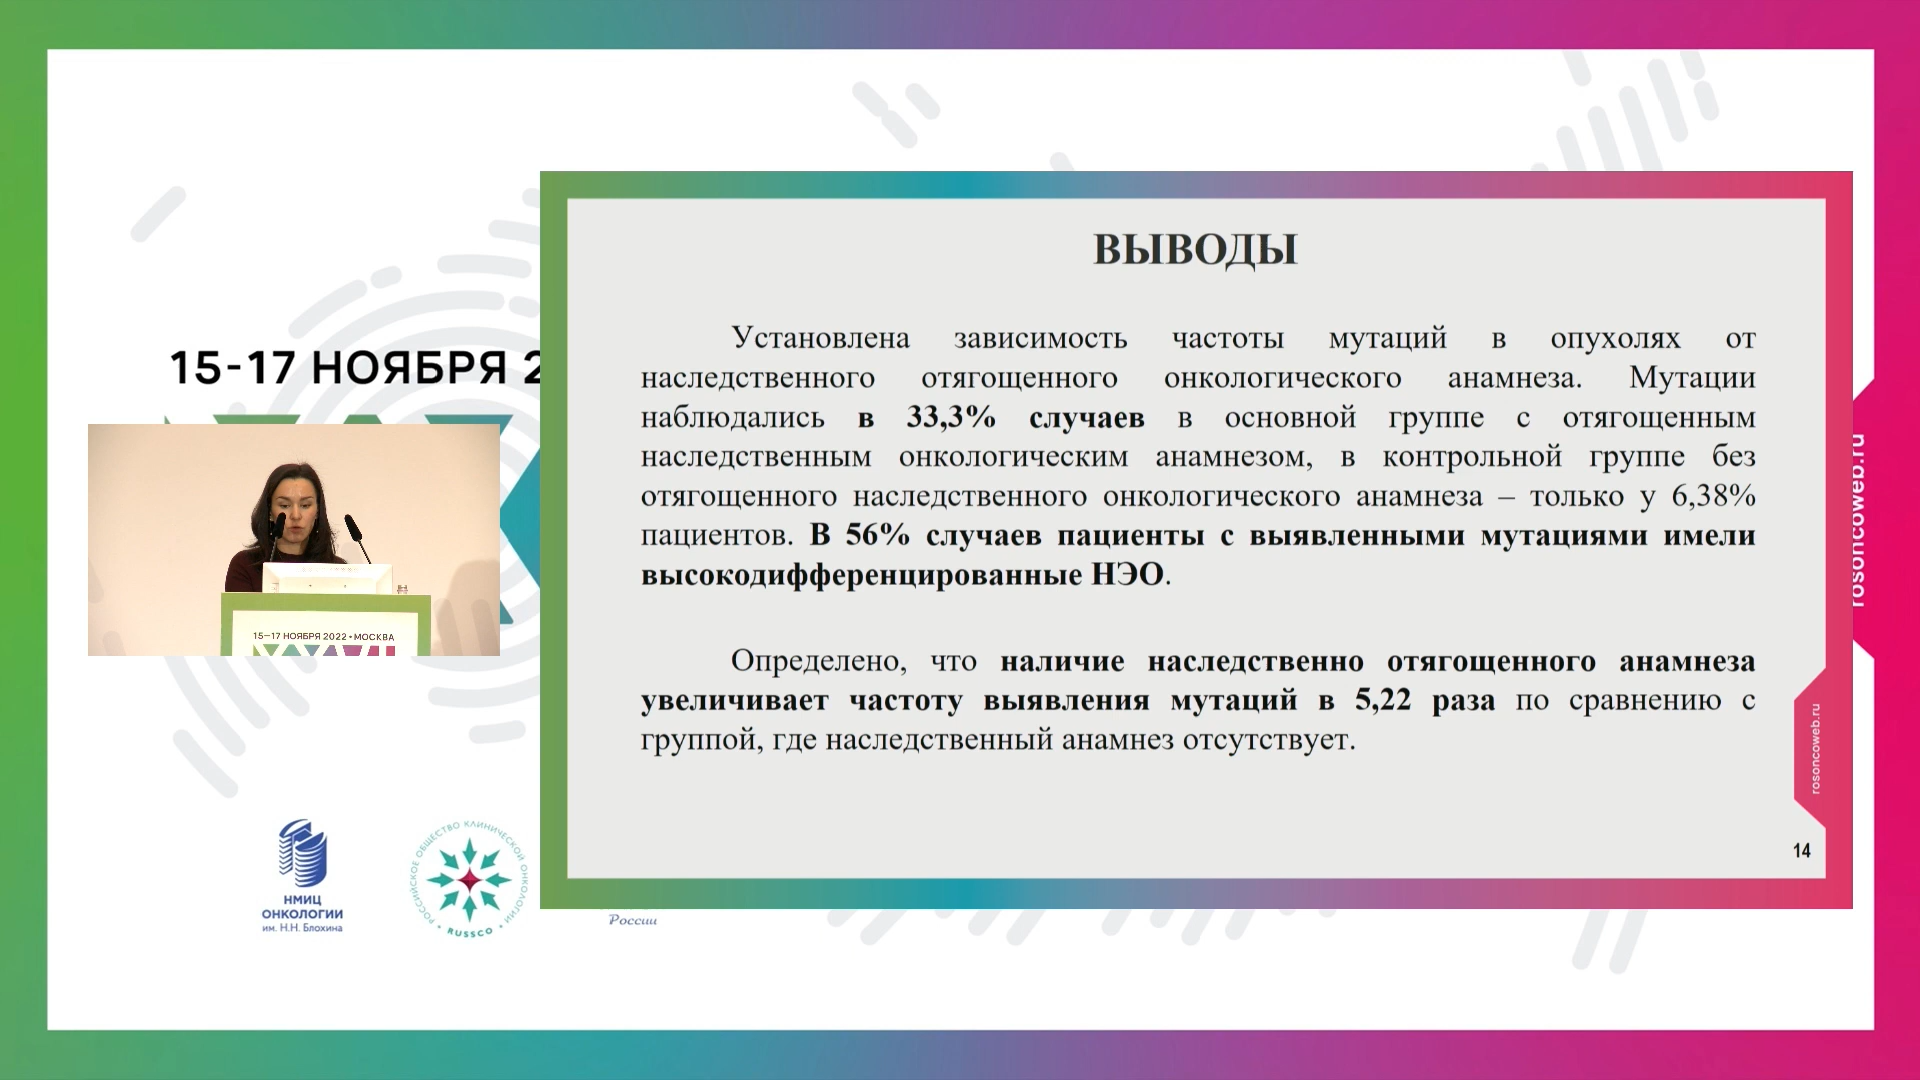 15-17 НОЯБРЯ 2
15–17 НОЯБРЯ 2022 • МОСКВА
ВЫВОДЫ
Установлена зависимость частоты мутаций в опухолях от
наследственного отягощенного онкологического анамнеза. Мутации
наблюдались в 33,3% случаев в основной группе с отягощенным
наследственным онкологическим анамнезом, в контрольной группе без
отягощенного наследственного онкологического анамнеза – только у 6,38%
пациентов. В 56% случаев пациенты с выявленными мутациями имели
высокодифференцированные НЭО.
Определено, что наличие наследственно отягощенного анамнеза
увеличивает частоту выявления мутаций в 5,22 раза по сравнению с
группой, где наследственный анамнез отсутствует.
rosoncoweb.ru
14
rosoncoweb.ru
НМИЦ
ОНКОЛОГИИ
им. Н.Н. Блохина
РОССИЙСКОЕ ОБЩЕСТВО КЛИНИЧЕСКОЙ ОНКОЛОГИИ
• RUSSCO •
России